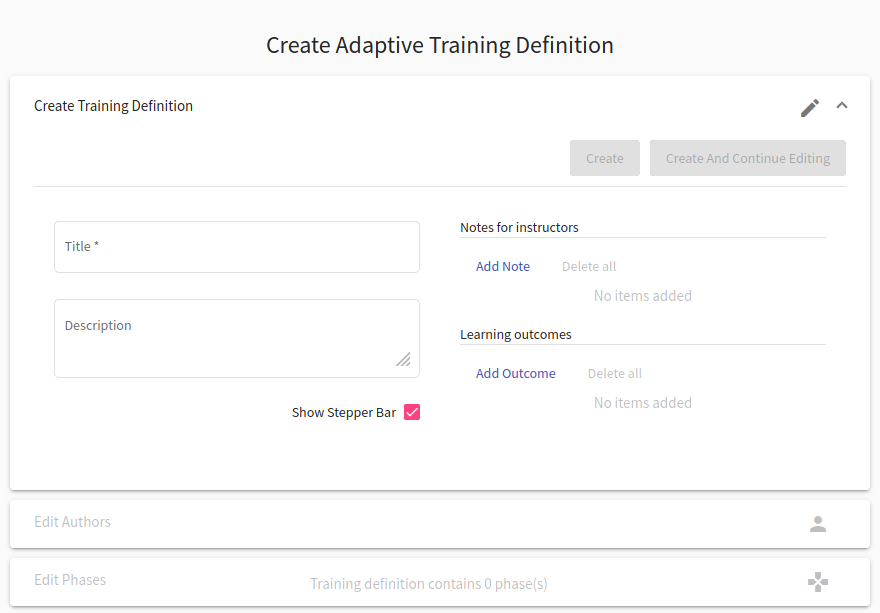 Create Adaptive Training Definition
Create Training Definition
Create
Create And Continue Editing
Title *
Description
Show Stepper Bar
Notes for instructors
Add Note
Delete all
No items added
Learning outcomes
Add Outcome
Delete all
No items added
Edit Authors
Edit Phases
Training definition contains 0 phase(s)